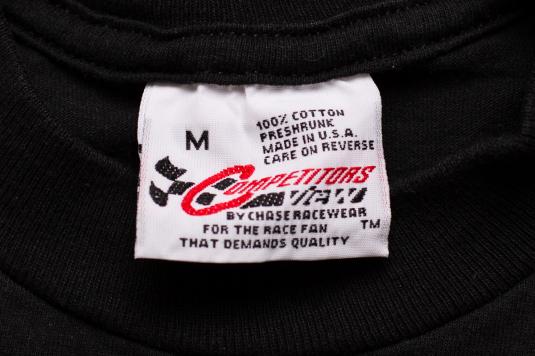 M
100% COTTON
PRESHRUNK
MADE IN U.S.A.
CARE ON REVERSE
COMPETITORS
VIEW
BY CHASE RACEWEAR
TM
FOR THE RACE FAN
THAT DEMANDS QUALITY